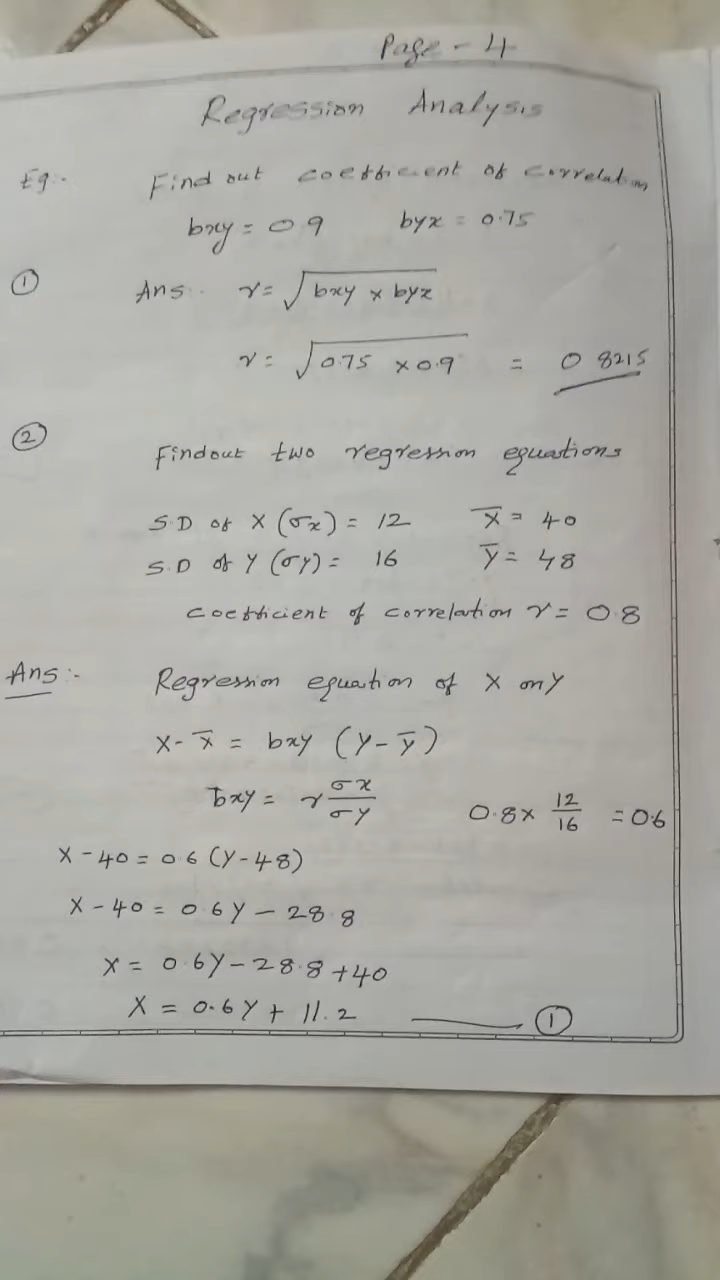 Page - 4
Regression Analysis
Eg:- Find out coefficient of correlation
bxy = 0.9 byx = 0.75
① Ans. r = √bxy x byx
r = √0.75 x 0.9 = 0.8215
② Findout two regression equations
S.D of X (σx) = 12 X̅ = 40
S.D of Y (σy) = 16 y̅ = 48
coefficient of correlation r = 0.8
Ans:- Regression equation of X on Y
X - x̅ = bxy (Y - y̅)
bxy = r σx/σy 0.8 x 12/16 = 0.6
X - 40 = 0.6 (Y - 48)
X - 40 = 0.6Y - 28.8
X = 0.6Y - 28.8 + 40
X = 0.6Y + 11.2 — ①